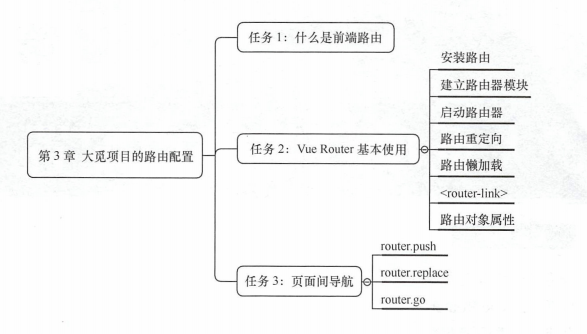 第 3 章 大觅项目的路由配置
任务 1：什么是前端路由
任务 2：Vue Router 基本使用
安装路由
建立路由器模块
启动路由器
路由重定向
路由懒加载
<router-link>
路由对象属性
任务 3：页面间导航
router.push
router.replace
router.go